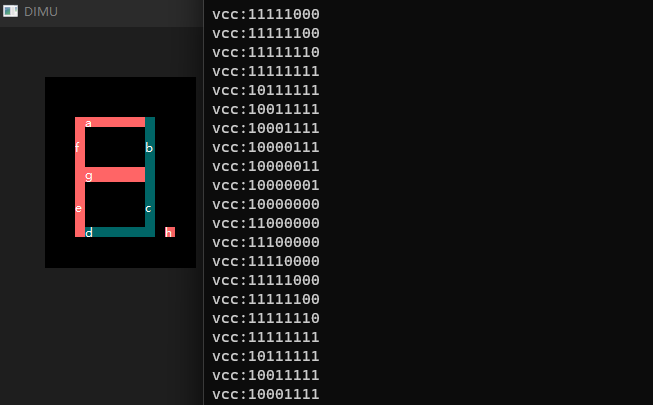 DIMU
a
f
b
g
e
c
d
h
vcc:11111000
vcc:11111100
vcc:11111110
vcc:11111111
vcc:10111111
vcc:10011111
vcc:10001111
vcc:10000111
vcc:10000011
vcc:10000001
vcc:10000000
vcc:11000000
vcc:11100000
vcc:11110000
vcc:11111000
vcc:11111100
vcc:11111110
vcc:11111111
vcc:10111111
vcc:10011111
vcc:10001111